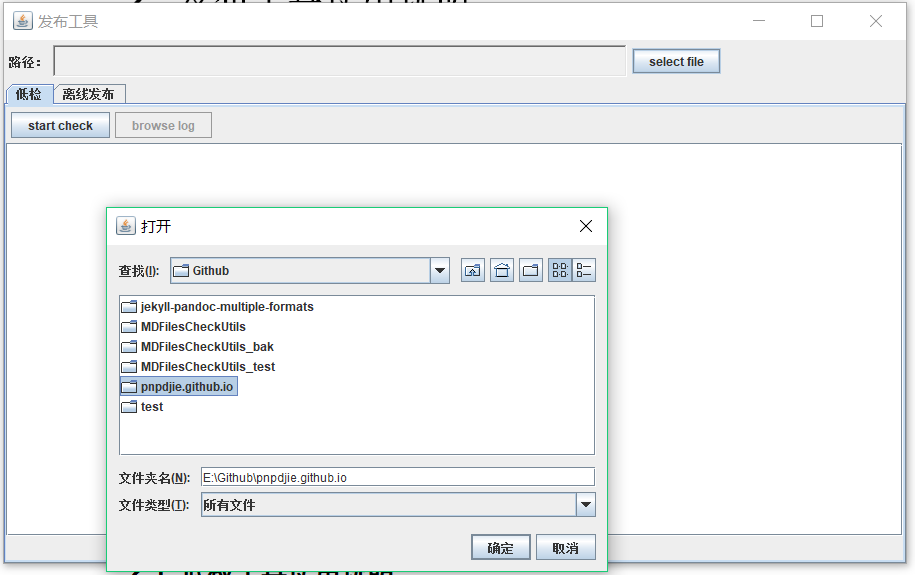 发布工具
路径：
select file
低检
离线发布
start check
browse log
打开
查找(I):
Github
jekyll-pandoc-multiple-formats
MDFilesCheckUtils
MDFilesCheckUtils_bak
MDFilesCheckUtils_test
pnpdjie.github.io
test
文件夹名(N):
E:\Github\pnpdjie.github.io
文件类型(T):
所有文件
确定
取消